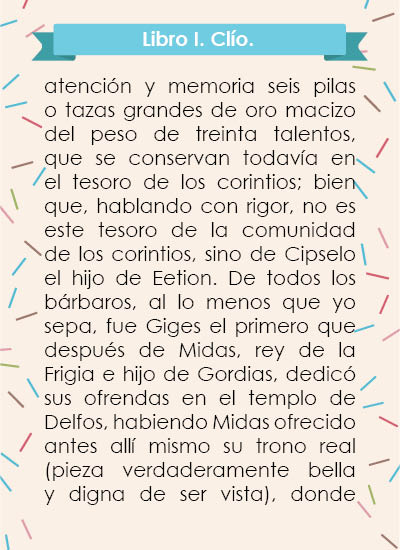 Libro I. Clío.
atención y memoria seis pilas
o tazas grandes de oro macizo
del peso de treinta talentos,
que se conservan todavía en
el tesoro de los corintios; bien
que, hablando con rigor, no es
este tesoro de la comunidad
de los corintios, sino de Cipselo
el hijo de Eetion. De todos los
bárbaros, al lo menos que yo
sepa, fue Giges el primero que
después de Midas, rey de la
Frigia e hijo de Gordias, dedicó
sus ofrendas en el templo de
Delfos, habiendo Midas ofrecido
antes allí mismo su trono real
(pieza verdaderamente bella
y digna de ser vista), donde